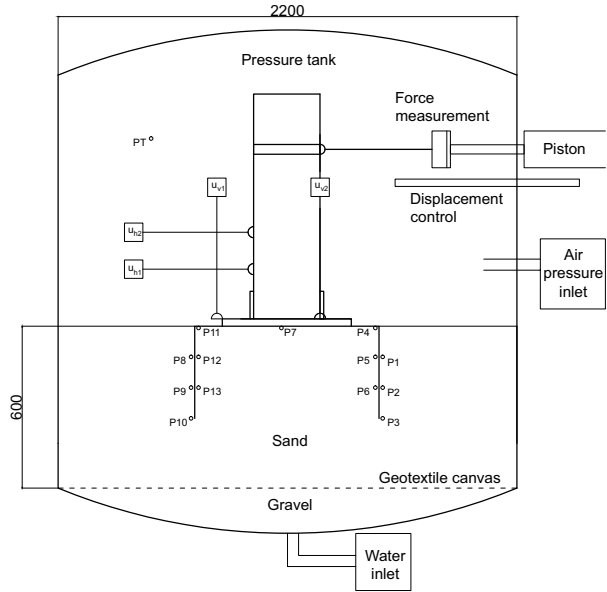 2200
Pressure tank
Force
measurement
PT
Piston
u_v1
u_v2
Displacement
control
u_h2
u_h1
Air
pressure
inlet
P11
P7
P4
P8
P12
P5
P1
P9
P13
P6
P2
P10
P3
600
Sand
Geotextile canvas
Gravel
Water
inlet